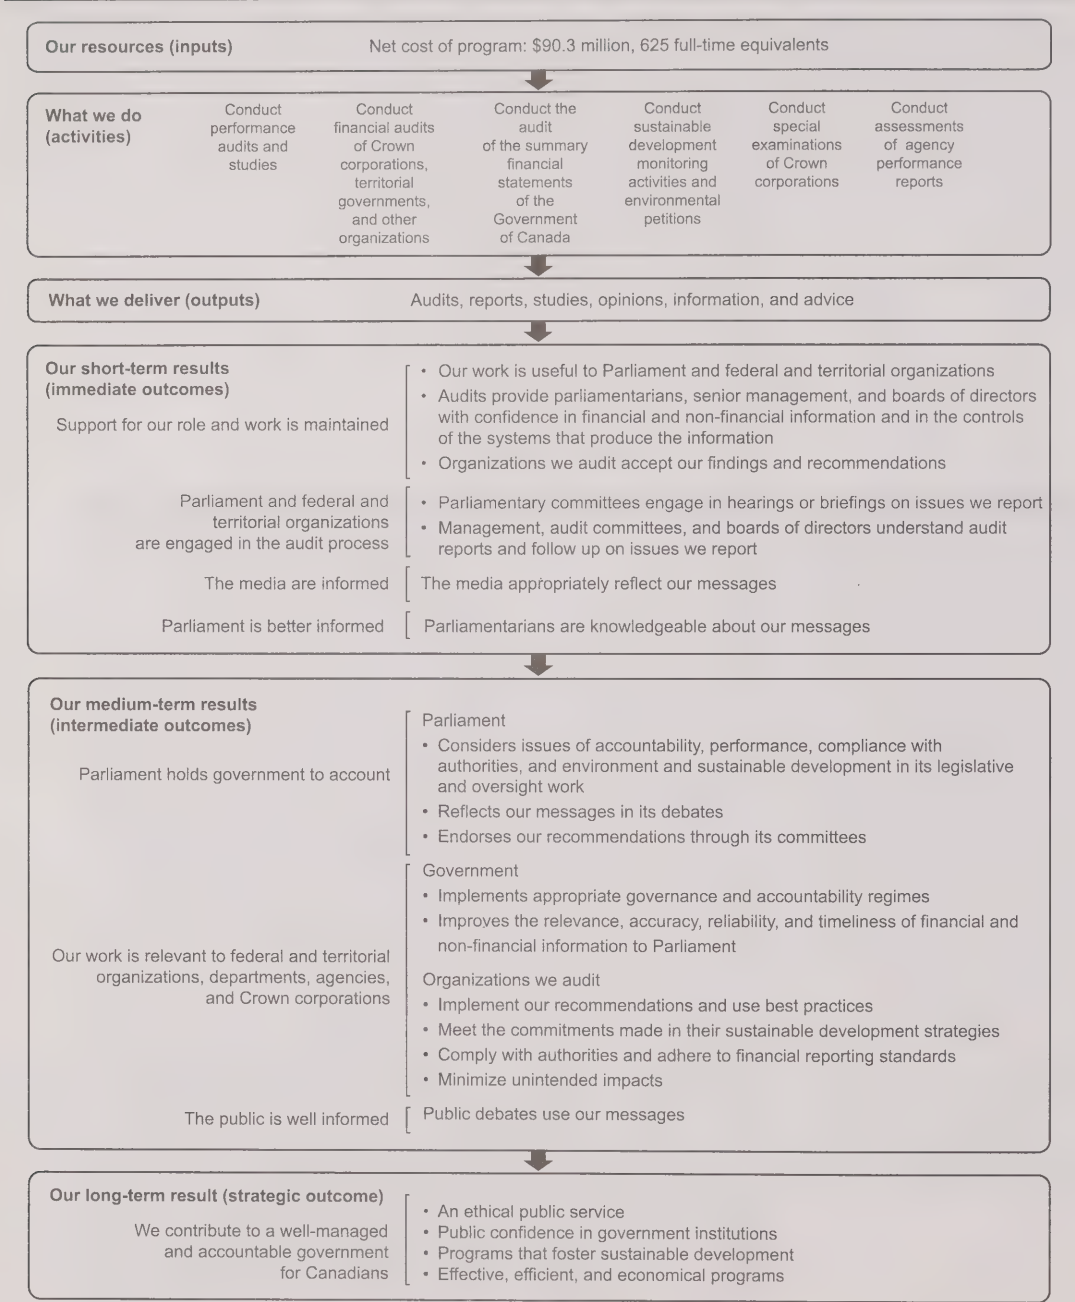 Our resources (inputs)
Net cost of program: $90.3 million, 625 full-time equivalents
What we do
(activities)
Conduct
performance
audits and
studies
Conduct
financial audits
of Crown
corporations,
territorial
governments,
and other
organizations
Conduct the
audit
of the summary
financial
statements
of the
Government
of Canada
Conduct
sustainable
development
monitoring
activities and
environmental
petitions
Conduct
special
examinations
of Crown
corporations
Conduct
assessments
of agency
performance
reports
What we deliver (outputs)
Audits, reports, studies, opinions, information, and advice
Our short-term results
(immediate outcomes)
Support for our role and work is maintained
• Our work is useful to Parliament and federal and territorial organizations
• Audits provide parliamentarians, senior management, and boards of directors
with confidence in financial and non-financial information and in the controls
of the systems that produce the information
• Organizations we audit accept our findings and recommendations
Parliament and federal and
territorial organizations
are engaged in the audit process
• Parliamentary committees engage in hearings or briefings on issues we report
• Management, audit committees, and boards of directors understand audit
reports and follow up on issues we report
The media are informed
The media appropriately reflect our messages
Parliament is better informed
Parliamentarians are knowledgeable about our messages
Our medium-term results
(intermediate outcomes)
Parliament holds government to account
Parliament
• Considers issues of accountability, performance, compliance with
authorities, and environment and sustainable development in its legislative
and oversight work
• Reflects our messages in its debates
• Endorses our recommendations through its committees
Our work is relevant to federal and territorial
organizations, departments, agencies,
and Crown corporations
Government
• Implements appropriate governance and accountability regimes
• Improves the relevance, accuracy, reliability, and timeliness of financial and
non-financial information to Parliament
Organizations we audit
• Implement our recommendations and use best practices
• Meet the commitments made in their sustainable development strategies
• Comply with authorities and adhere to financial reporting standards
• Minimize unintended impacts
The public is well informed
Public debates use our messages
Our long-term result (strategic outcome)
We contribute to a well-managed
and accountable government
for Canadians
• An ethical public service
• Public confidence in government institutions
• Programs that foster sustainable development
• Effective, efficient, and economical programs